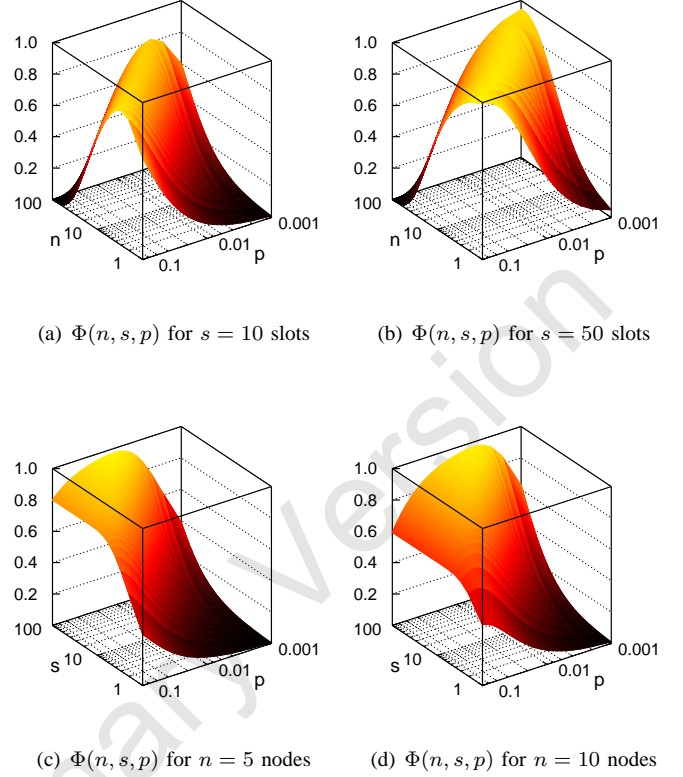 1.0 1.0
0.8 0.8
0.6 0.6
0.4 0.4
0.2 0.2
100 0.001 100 0.001
n 10 0.01 n 10 0.01
1 0.1 p 1 0.1 p
(a) Φ(n, s, p) for s = 10 slots (b) Φ(n, s, p) for s = 50 slots
1.0 1.0
0.8 0.8
0.6 0.6
0.4 0.4
0.2 0.2
100 0.001 100 0.001
s 10 0.01 s 10 0.01
1 0.1 p 1 0.1 p
(c) Φ(n, s, p) for n = 5 nodes (d) Φ(n, s, p) for n = 10 nodes
nary Version